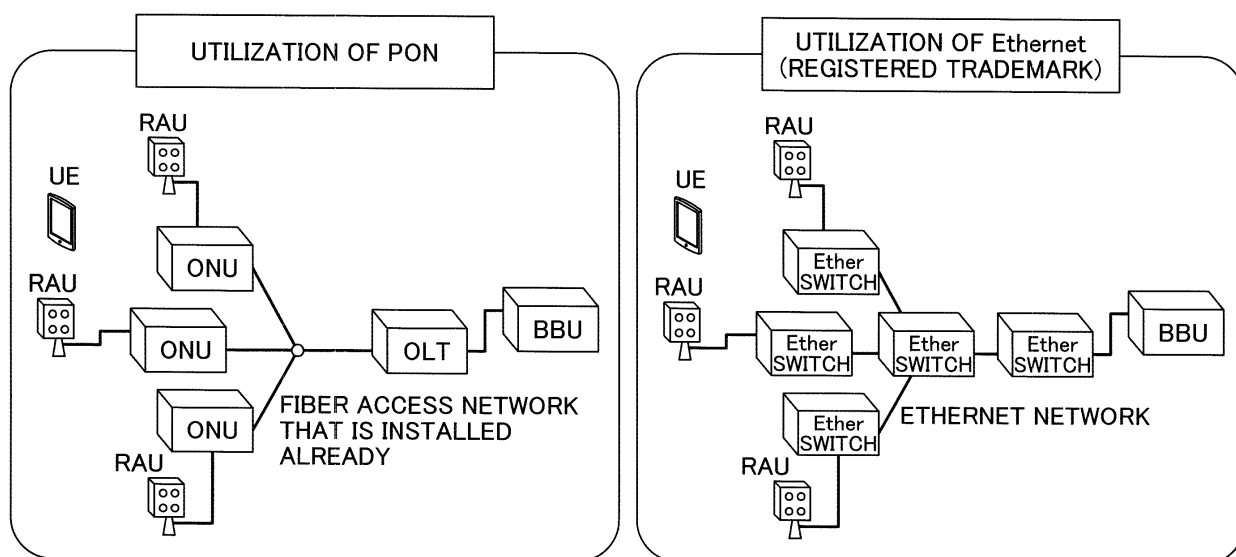 UTILIZATION OF PON
RAU
UE
ONU
RAU
ONU
OLT
BBU
ONU
FIBER ACCESS NETWORK
THAT IS INSTALLED
ALREADY
RAU
UTILIZATION OF Ethernet
(REGISTERED TRADEMARK)
RAU
UE
Ether
SWITCH
RAU
Ether
SWITCH
Ether
SWITCH
Ether
SWITCH
BBU
Ether
SWITCH
ETHERNET NETWORK
RAU